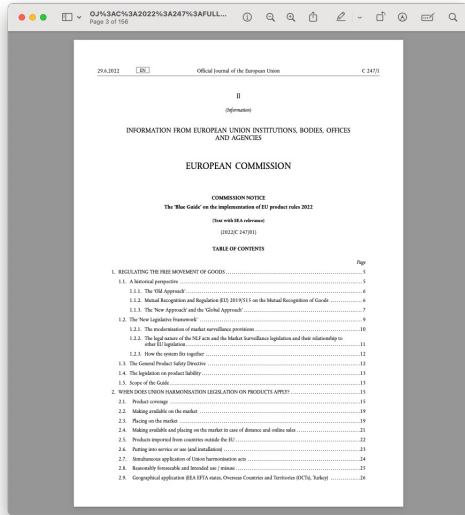 OJ%3AC%3A2022%3A247%3AFULL...
Page 3 of 156
29.6.2022 EN Official Journal of the European Union C 247/1
II
(Information)
INFORMATION FROM EUROPEAN UNION INSTITUTIONS, BODIES, OFFICES
AND AGENCIES
EUROPEAN COMMISSION
COMMISSION NOTICE
The ‘Blue Guide’ on the implementation of EU product rules 2022
(Text with EEA relevance)
(2022/C 247/01)
TABLE OF CONTENTS
Page
1. REGULATING THE FREE MOVEMENT OF GOODS 5
1.1. A historical perspective 5
1.1.1. The ‘Old Approach’ 6
1.1.2. Mutual Recognition and Regulation (EU) 2019/515 on the Mutual Recognition of Goods 6
1.1.3. The ‘New Approach’ and the ‘Global Approach’ 7
1.2. The ‘New Legislative Framework’ 9
1.2.1. The modernisation of market surveillance provisions 10
1.2.2. The legal nature of the NLF acts and the Market Surveillance legislation and their relationship to
other EU legislation 11
1.2.3. How the system fits together 12
1.3. The General Product Safety Directive 12
1.4. The legislation on product liability 13
1.5. Scope of the Guide 13
2. WHEN DOES UNION HARMONISATION LEGISLATION ON PRODUCTS APPLY? 15
2.1. Product coverage 15
2.2. Making available on the market 19
2.3. Placing on the market 19
2.4. Making available and placing on the market in case of distance and online sales 21
2.5. Products imported from countries outside the EU 22
2.6. Putting into service or use (and installation) 23
2.7. Simultaneous application of Union harmonisation acts 24
2.8. Reasonably foreseeable and Intended use / misuse 25
2.9. Geographical application (EEA EFTA states, Overseas Countries and Territories (OCTs), Turkey) 26